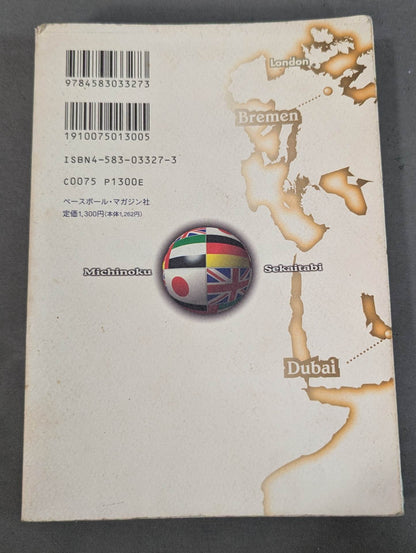 9784583033273
1910075013005
ISBN4-583-03327-3
C0075 P1300E
ベースボール・マガジン社
定価1,300円(本体1,262円)
London
Bremen
Michinoku
Sekaitabi
Dubai